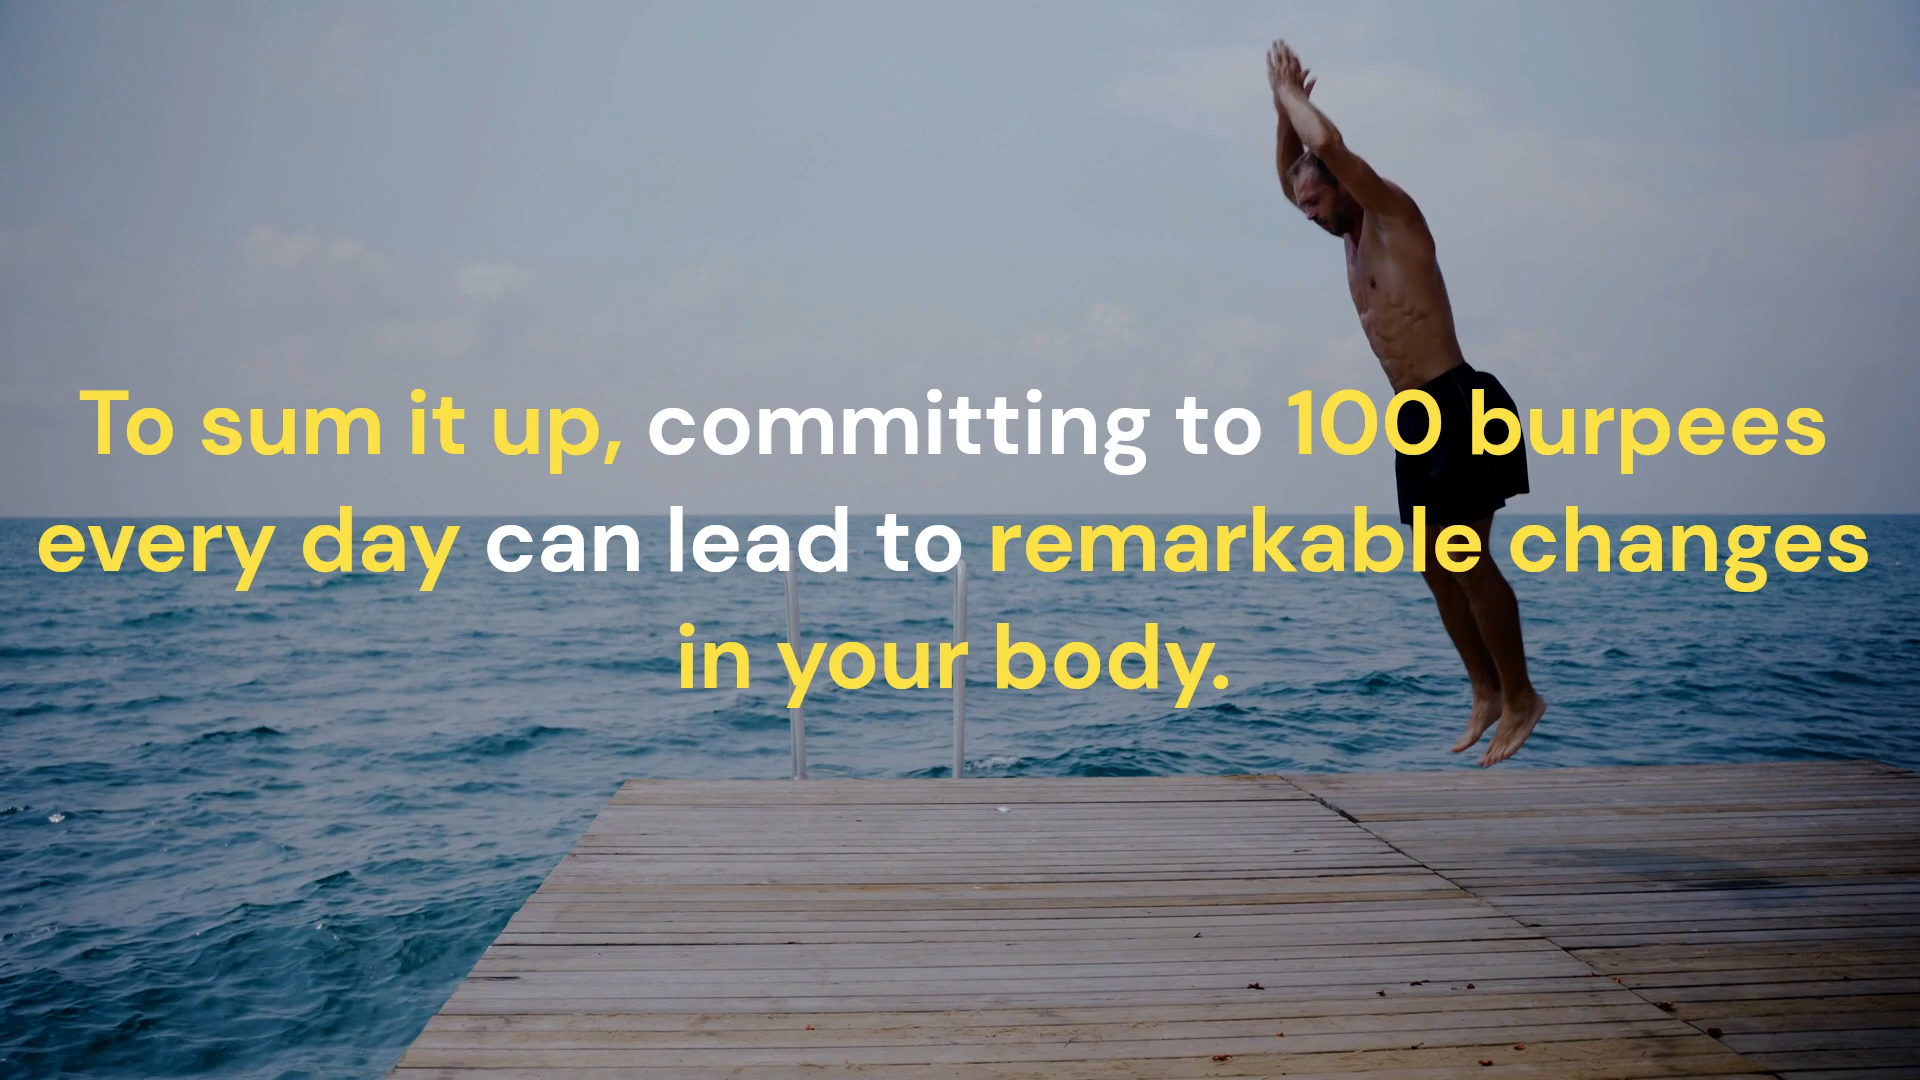 To sum it up, committing to 100 burpees
every day can lead to remarkable changes
in your body.